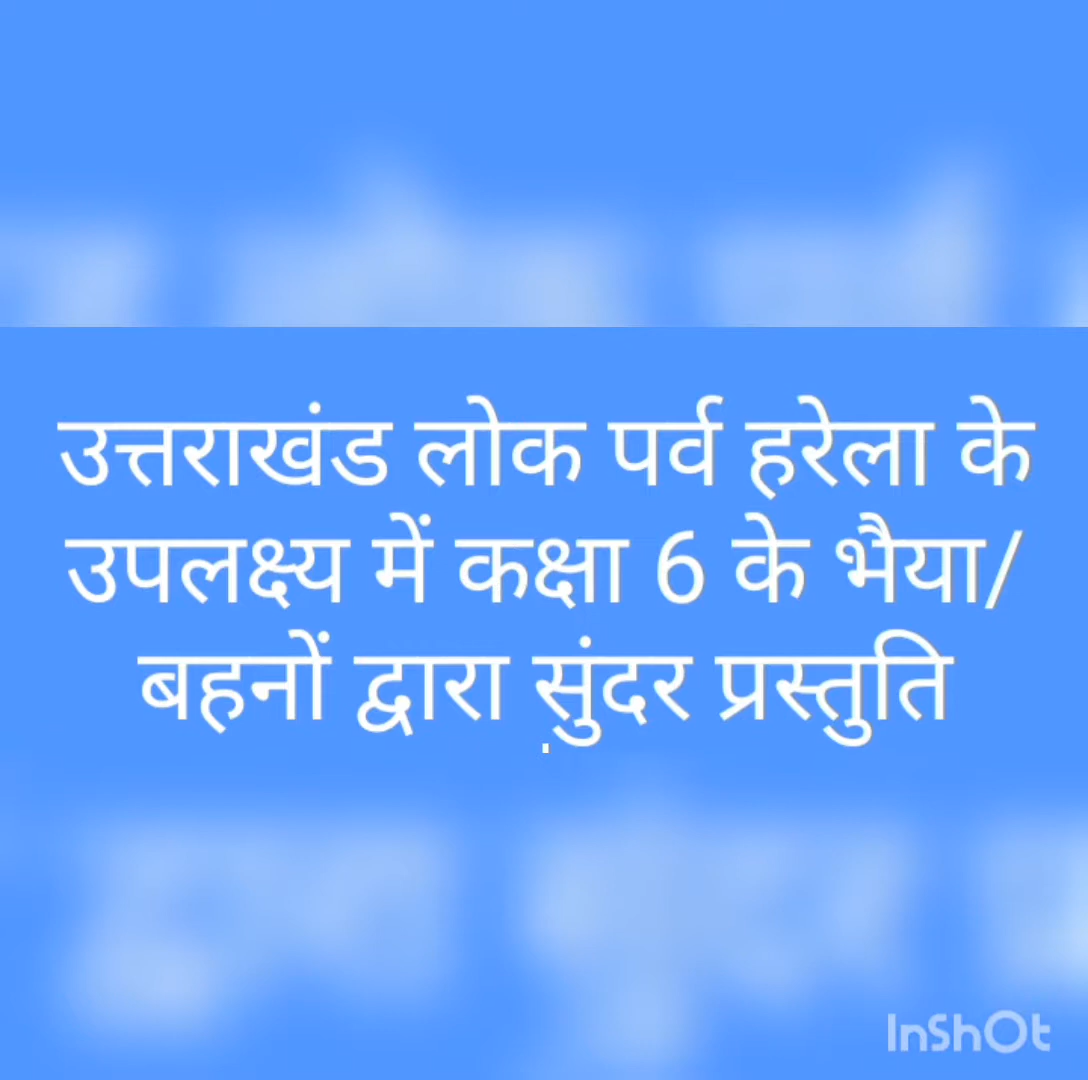 उत्तराखंड लोक पर्व हरेला के
उपलक्ष्य में कक्षा 6 के भैया/
बहनों द्वारा सुंदर प्रस्तुति
InShOt